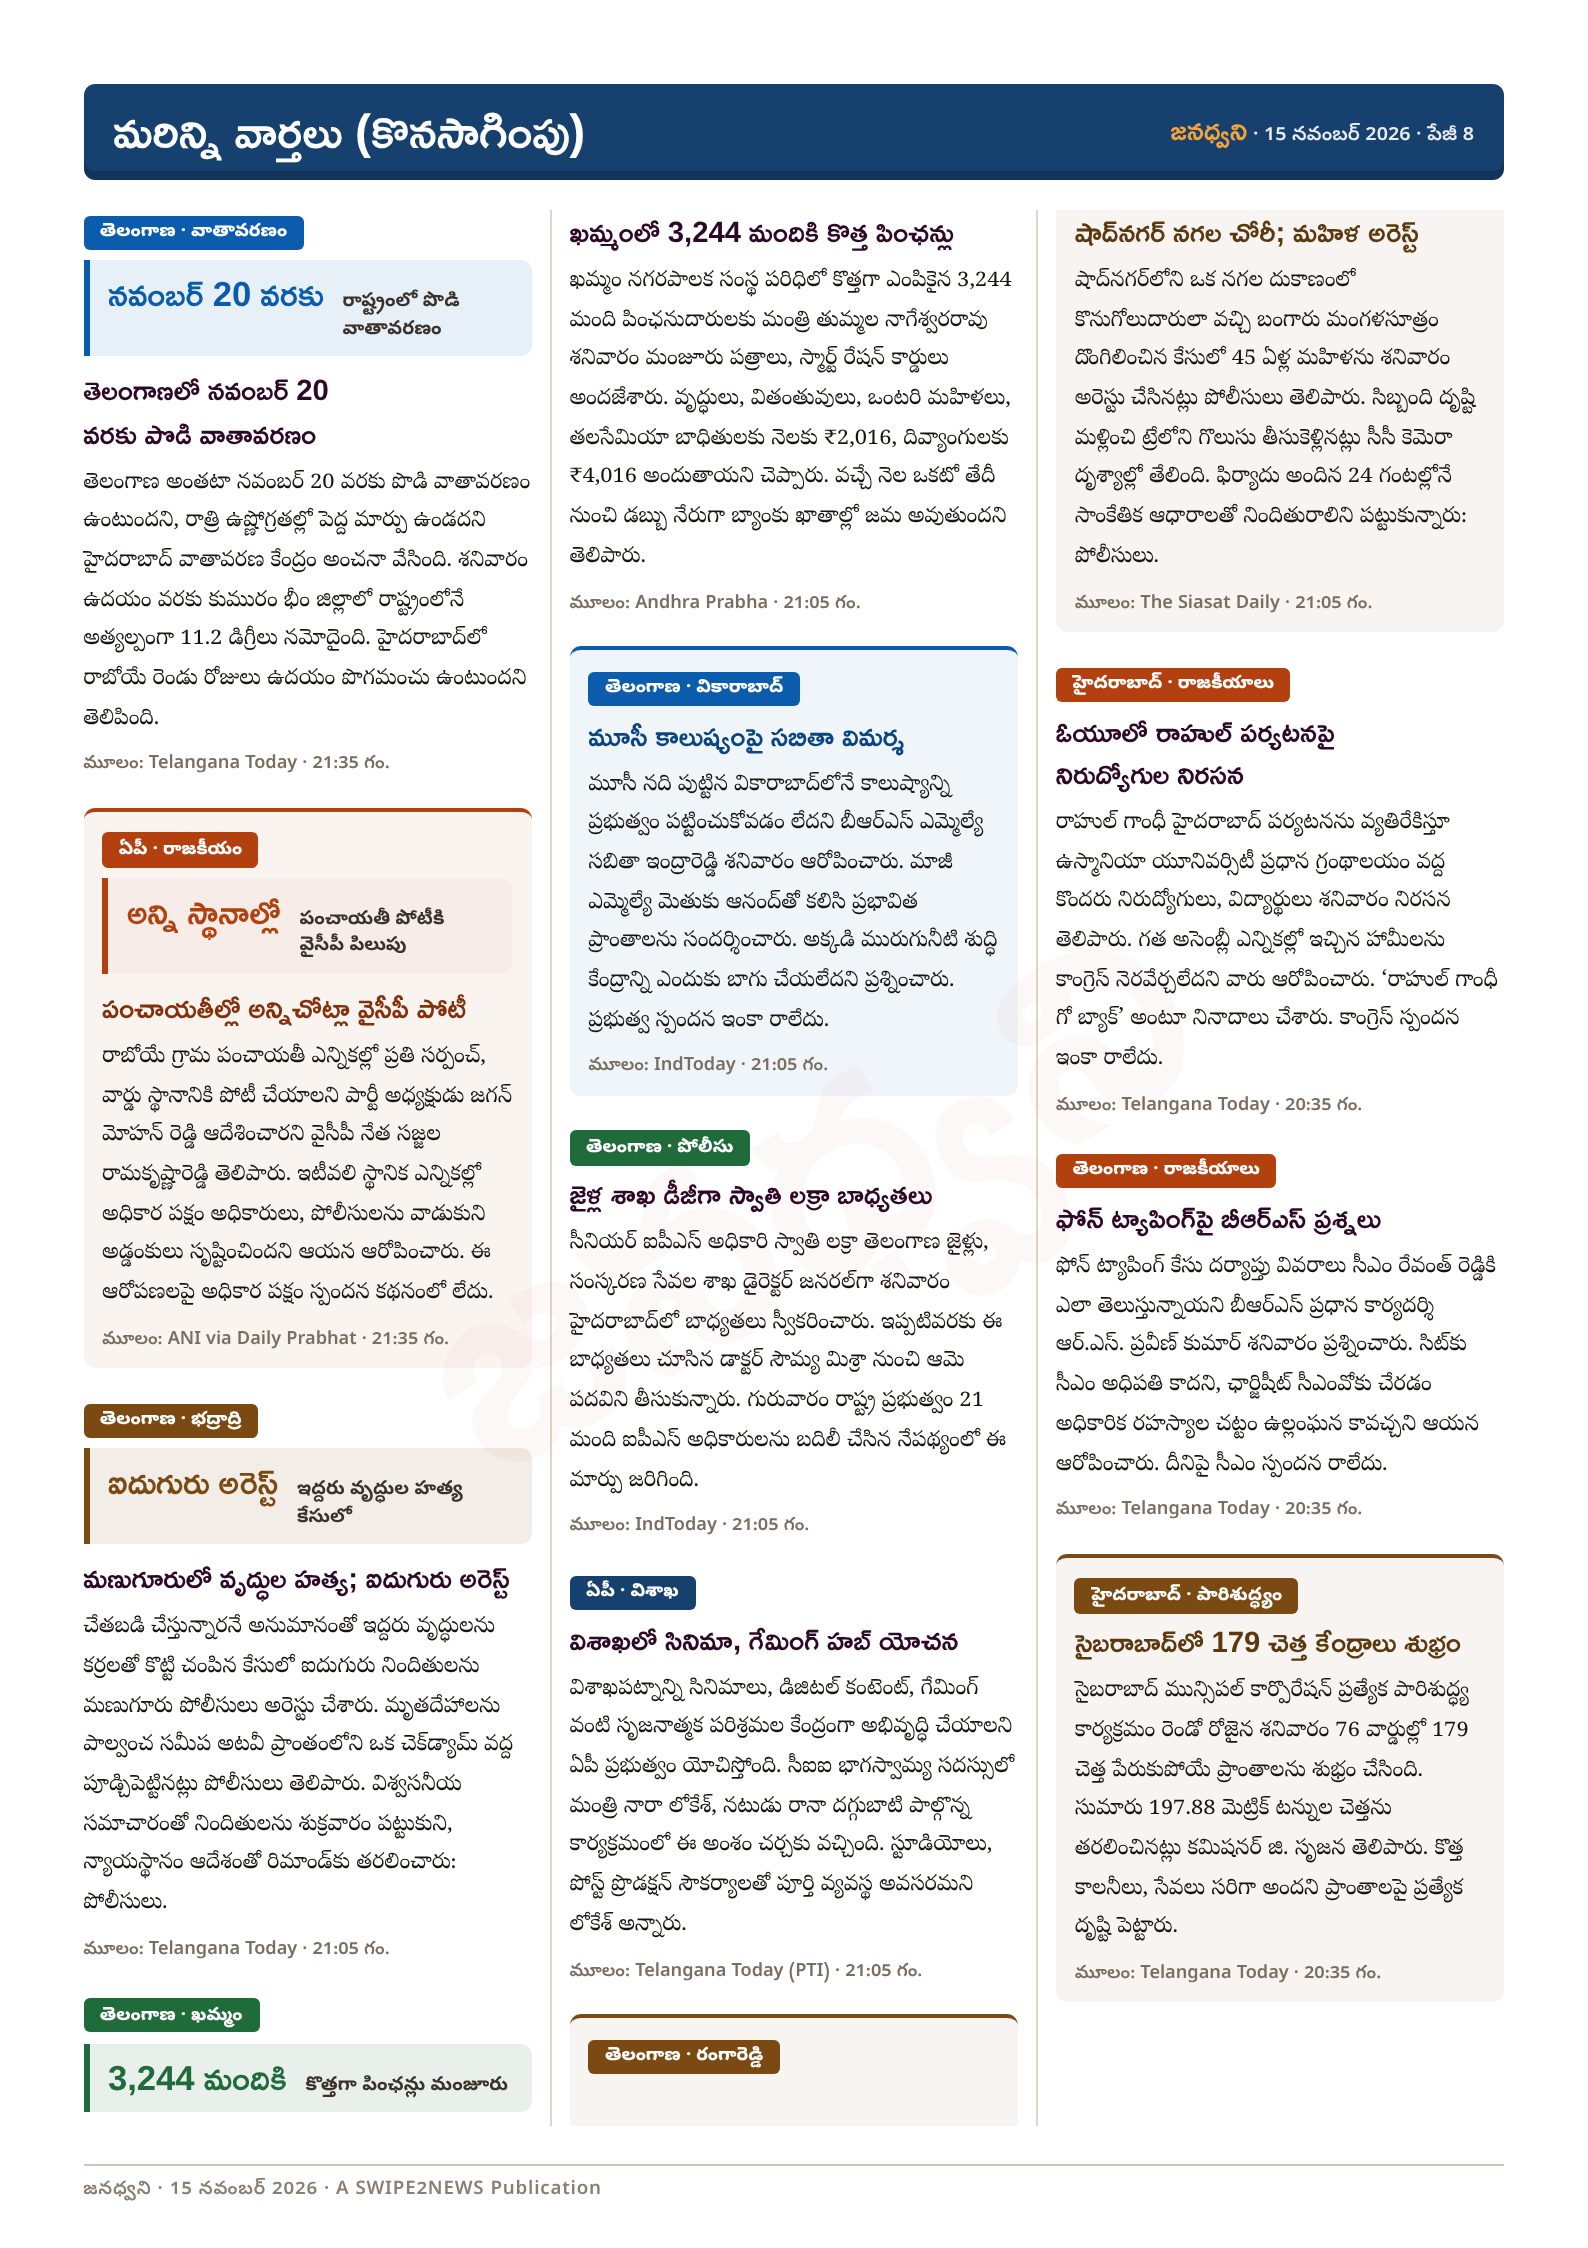 మరిన్ని వార్తలు (కొనసాగింపు)
జనధ్వని · 15 నవంబర్ 2026 · పేజీ 8
తెలంగాణ · వాతావరణం
నవంబర్ 20 వరకు రాష్ట్రంలో పొడి
వాతావరణం
తెలంగాణలో నవంబర్ 20
వరకు పొడి వాతావరణం
తెలంగాణ అంతటా నవంబర్ 20 వరకు పొడి వాతావరణం
ఉంటుందని, రాత్రి ఉష్ణోగ్రతల్లో పెద్ద మార్పు ఉండదని
హైదరాబాద్ వాతావరణ కేంద్రం అంచనా వేసింది. శనివారం
ఉదయం వరకు కుమురం భీం జిల్లాలో రాష్ట్రంలోనే
అత్యల్పంగా 11.2 డిగ్రీలు నమోదైంది. హైదరాబాద్‌లో
రాబోయే రెండు రోజులు ఉదయం పొగమంచు ఉంటుందని
తెలిపింది.
మూలం: Telangana Today · 21:35 గం.
ఏపీ · రాజకీయం
అన్ని స్థానాల్లో పంచాయతీ పోటీకి
వైసీపీ పిలుపు
పంచాయతీల్లో అన్నిచోట్లా వైసీపీ పోటీ
రాబోయే గ్రామ పంచాయతీ ఎన్నికల్లో ప్రతి సర్పంచ్,
వార్డు స్థానానికి పోటీ చేయాలని పార్టీ అధ్యక్షుడు జగన్
మోహన్ రెడ్డి ఆదేశించారని వైసీపీ నేత సజ్జల
రామకృష్ణారెడ్డి తెలిపారు. ఇటీవలి స్థానిక ఎన్నికల్లో
అధికార పక్షం అధికారులు, పోలీసులను వాడుకుని
అడ్డంకులు సృష్టించిందని ఆయన ఆరోపించారు. ఈ
ఆరోపణలపై అధికార పక్షం స్పందన కథనంలో లేదు.
మూలం: ANI via Daily Prabhat · 21:35 గం.
తెలంగాణ · భద్రాద్రి
ఐదుగురు అరెస్ట్ ఇద్దరు వృద్ధుల హత్య
కేసులో
మణుగూరులో వృద్ధుల హత్య; ఐదుగురు అరెస్ట్
చేతబడి చేస్తున్నారనే అనుమానంతో ఇద్దరు వృద్ధులను
కర్రలతో కొట్టి చంపిన కేసులో ఐదుగురు నిందితులను
మణుగూరు పోలీసులు అరెస్టు చేశారు. మృతదేహాలను
పాల్వంచ సమీప అటవీ ప్రాంతంలోని ఒక చెక్‌డ్యామ్ వద్ద
పూడ్చిపెట్టినట్లు పోలీసులు తెలిపారు. విశ్వసనీయ
సమాచారంతో నిందితులను శుక్రవారం పట్టుకుని,
న్యాయస్థానం ఆదేశంతో రిమాండ్‌కు తరలించారు:
పోలీసులు.
మూలం: Telangana Today · 21:05 గం.
తెలంగాణ · ఖమ్మం
3,244 మందికి కొత్తగా పింఛన్లు మంజూరు
ఖమ్మంలో 3,244 మందికి కొత్త పింఛన్లు
ఖమ్మం నగరపాలక సంస్థ పరిధిలో కొత్తగా ఎంపికైన 3,244
మంది పింఛనుదారులకు మంత్రి తుమ్మల నాగేశ్వరరావు
శనివారం మంజూరు పత్రాలు, స్మార్ట్ రేషన్ కార్డులు
అందజేశారు. వృద్ధులు, వితంతువులు, ఒంటరి మహిళలు,
తలసేమియా బాధితులకు నెలకు ₹2,016, దివ్యాంగులకు
₹4,016 అందుతాయని చెప్పారు. వచ్చే నెల ఒకటో తేదీ
నుంచి డబ్బు నేరుగా బ్యాంకు ఖాతాల్లో జమ అవుతుందని
తెలిపారు.
మూలం: Andhra Prabha · 21:05 గం.
తెలంగాణ · వికారాబాద్
మూసీ కాలుష్యంపై సబితా విమర్శ
మూసీ నది పుట్టిన వికారాబాద్‌లోనే కాలుష్యాన్ని
ప్రభుత్వం పట్టించుకోవడం లేదని బీఆర్ఎస్ ఎమ్మెల్యే
సబితా ఇంద్రారెడ్డి శనివారం ఆరోపించారు. మాజీ
ఎమ్మెల్యే మెతుకు ఆనంద్‌తో కలిసి ప్రభావిత
ప్రాంతాలను సందర్శించారు. అక్కడి మురుగునీటి శుద్ధి
కేంద్రాన్ని ఎందుకు బాగు చేయలేదని ప్రశ్నించారు.
ప్రభుత్వ స్పందన ఇంకా రాలేదు.
మూలం: IndToday · 21:05 గం.
తెలంగాణ · పోలీసు
జైళ్ల శాఖ డీజీగా స్వాతి లక్రా బాధ్యతలు
సీనియర్ ఐపీఎస్ అధికారి స్వాతి లక్రా తెలంగాణ జైళ్లు,
సంస్కరణ సేవల శాఖ డైరెక్టర్ జనరల్‌గా శనివారం
హైదరాబాద్‌లో బాధ్యతలు స్వీకరించారు. ఇప్పటివరకు ఈ
బాధ్యతలు చూసిన డాక్టర్ సౌమ్య మిశ్రా నుంచి ఆమె
పదవిని తీసుకున్నారు. గురువారం రాష్ట్ర ప్రభుత్వం 21
మంది ఐపీఎస్ అధికారులను బదిలీ చేసిన నేపథ్యంలో ఈ
మార్పు జరిగింది.
మూలం: IndToday · 21:05 గం.
ఏపీ · విశాఖ
విశాఖలో సినిమా, గేమింగ్ హబ్ యోచన
విశాఖపట్నాన్ని సినిమాలు, డిజిటల్ కంటెంట్, గేమింగ్
వంటి సృజనాత్మక పరిశ్రమల కేంద్రంగా అభివృద్ధి చేయాలని
ఏపీ ప్రభుత్వం యోచిస్తోంది. సీఐఐ భాగస్వామ్య సదస్సులో
మంత్రి నారా లోకేశ్, నటుడు రానా దగ్గుబాటి పాల్గొన్న
కార్యక్రమంలో ఈ అంశం చర్చకు వచ్చింది. స్టూడియోలు,
పోస్ట్ ప్రొడక్షన్ సౌకర్యాలతో పూర్తి వ్యవస్థ అవసరమని
లోకేశ్ అన్నారు.
మూలం: Telangana Today (PTI) · 21:05 గం.
తెలంగాణ · రంగారెడ్డి
షాద్‌నగర్ నగల చోరీ; మహిళ అరెస్ట్
షాద్‌నగర్‌లోని ఒక నగల దుకాణంలో
కొనుగోలుదారులా వచ్చి బంగారు మంగళసూత్రం
దొంగిలించిన కేసులో 45 ఏళ్ల మహిళను శనివారం
అరెస్టు చేసినట్లు పోలీసులు తెలిపారు. సిబ్బంది దృష్టి
మళ్లించి ట్రేలోని గొలుసు తీసుకెళ్లినట్లు సీసీ కెమెరా
దృశ్యాల్లో తేలింది. ఫిర్యాదు అందిన 24 గంటల్లోనే
సాంకేతిక ఆధారాలతో నిందితురాలిని పట్టుకున్నారు:
పోలీసులు.
మూలం: The Siasat Daily · 21:05 గం.
హైదరాబాద్ · రాజకీయాలు
ఓయూలో రాహుల్ పర్యటనపై
నిరుద్యోగుల నిరసన
రాహుల్ గాంధీ హైదరాబాద్ పర్యటనను వ్యతిరేకిస్తూ
ఉస్మానియా యూనివర్సిటీ ప్రధాన గ్రంథాలయం వద్ద
కొందరు నిరుద్యోగులు, విద్యార్థులు శనివారం నిరసన
తెలిపారు. గత అసెంబ్లీ ఎన్నికల్లో ఇచ్చిన హామీలను
కాంగ్రెస్ నెరవేర్చలేదని వారు ఆరోపించారు. ‘రాహుల్ గాంధీ
గో బ్యాక్’ అంటూ నినాదాలు చేశారు. కాంగ్రెస్ స్పందన
ఇంకా రాలేదు.
మూలం: Telangana Today · 20:35 గం.
తెలంగాణ · రాజకీయాలు
ఫోన్ ట్యాపింగ్‌పై బీఆర్ఎస్ ప్రశ్నలు
ఫోన్ ట్యాపింగ్ కేసు దర్యాప్తు వివరాలు సీఎం రేవంత్ రెడ్డికి
ఎలా తెలుస్తున్నాయని బీఆర్ఎస్ ప్రధాన కార్యదర్శి
ఆర్.ఎస్. ప్రవీణ్ కుమార్ శనివారం ప్రశ్నించారు. సిట్‌కు
సీఎం అధిపతి కాదని, ఛార్జిషీట్ సీఎంవోకు చేరడం
అధికారిక రహస్యాల చట్టం ఉల్లంఘన కావచ్చని ఆయన
ఆరోపించారు. దీనిపై సీఎం స్పందన రాలేదు.
మూలం: Telangana Today · 20:35 గం.
హైదరాబాద్ · పారిశుద్ధ్యం
సైబరాబాద్‌లో 179 చెత్త కేంద్రాలు శుభ్రం
సైబరాబాద్ మున్సిపల్ కార్పొరేషన్ ప్రత్యేక పారిశుద్ధ్య
కార్యక్రమం రెండో రోజైన శనివారం 76 వార్డుల్లో 179
చెత్త పేరుకుపోయే ప్రాంతాలను శుభ్రం చేసింది.
సుమారు 197.88 మెట్రిక్ టన్నుల చెత్తను
తరలించినట్లు కమిషనర్ జి. సృజన తెలిపారు. కొత్త
కాలనీలు, సేవలు సరిగా అందని ప్రాంతాలపై ప్రత్యేక
దృష్టి పెట్టారు.
మూలం: Telangana Today · 20:35 గం.
జనధ్వని
జనధ్వని · 15 నవంబర్ 2026 · A SWIPE2NEWS Publication